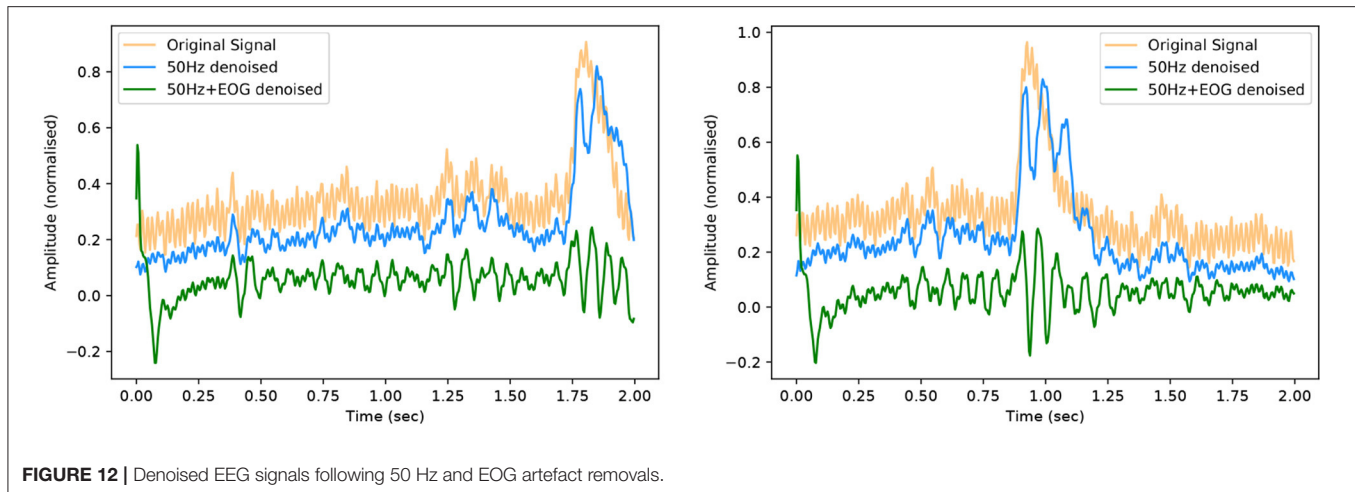 Original Signal
50Hz denoised
50Hz+EOG denoised
Amplitude (normalised)
0.8
0.6
0.4
0.2
0.0
−0.2
0.00
0.25
0.50
0.75
1.00
1.25
1.50
1.75
2.00
Time (sec)
Original Signal
50Hz denoised
50Hz+EOG denoised
Amplitude (normalised)
1.0
0.8
0.6
0.4
0.2
0.0
−0.2
0.00
0.25
0.50
0.75
1.00
1.25
1.50
1.75
2.00
Time (sec)
FIGURE 12 | Denoised EEG signals following 50 Hz and EOG artefact removals.